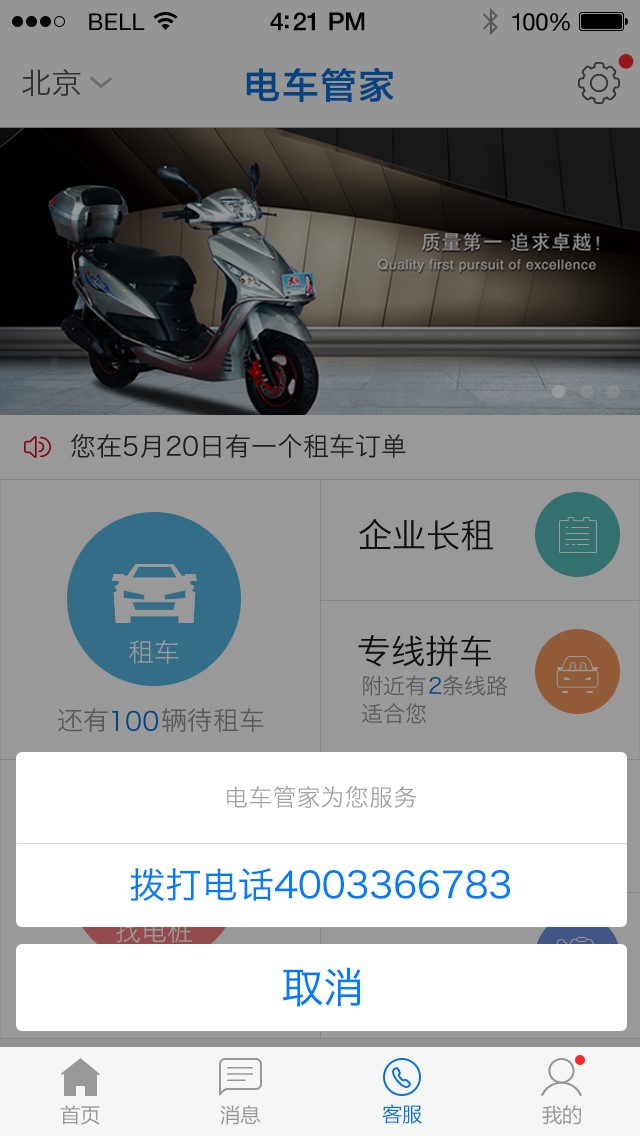 BELL 4:21 PM 100%
北京
电车管家
质量第一 追求卓越!
Quality first pursuit of excellence
您在5月20日有一个租车订单
租车
还有100辆待租车
企业长租
专线拼车
附近有2条线路
适合您
电车管家为您服务
拨打电话4003366783
找电桩
取消
首页
消息
客服
我的